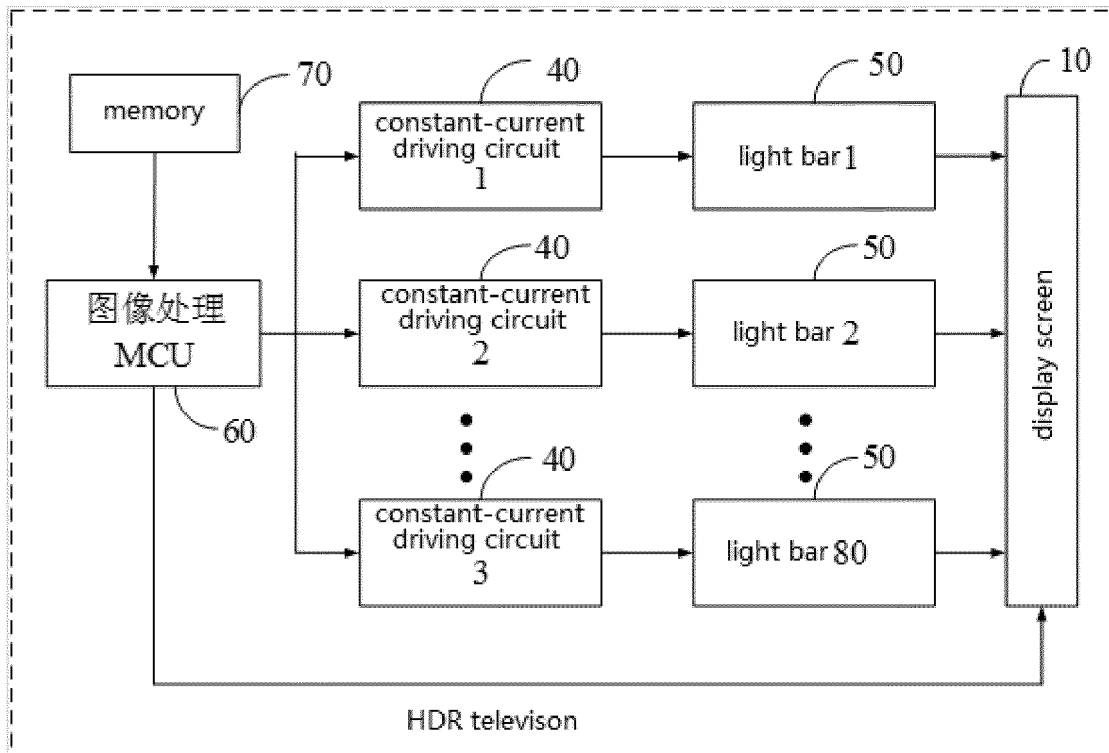 70
memory
40
constant-current
driving circuit
1
50
light bar 1
10
display screen
图像处理
MCU
60
40
constant-current
driving circuit
2
50
light bar 2
40
constant-current
driving circuit
3
50
light bar 80
HDR televison